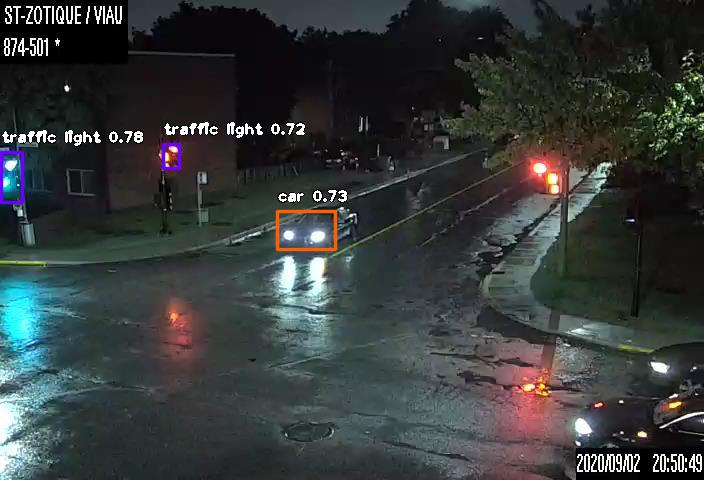 ST-ZOTIQUE / VIAU
874-501 *
traffic light 0.78
traffic light 0.72
car 0.73
2020/09/02 20:50:49